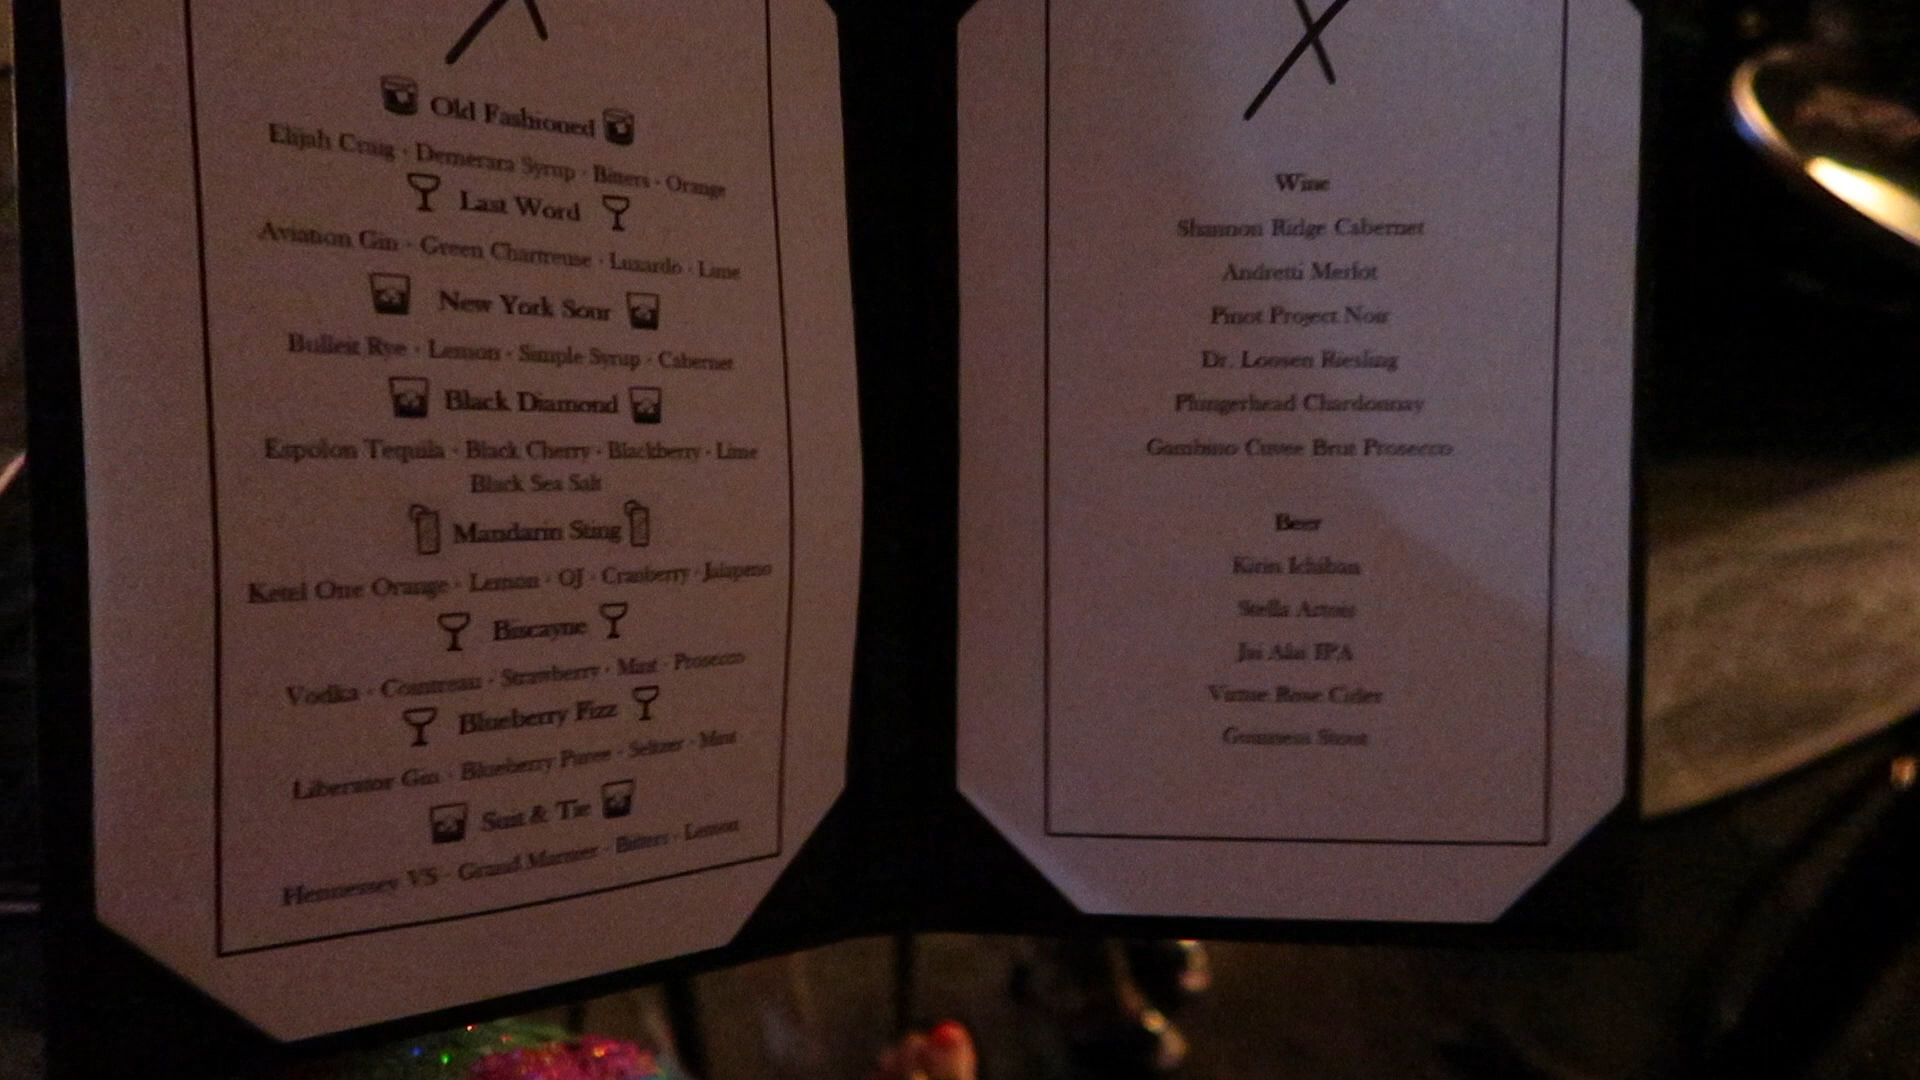 Old Fashioned
Elijah Craig · Demerara Syrup · Bitters · Orange
Last Word
Aviation Gin · Green Chartreuse · Luxardo · Lime
New York Sour
Bulleit Rye · Lemon · Simple Syrup · Cabernet
Black Diamond
Espolon Tequila · Black Cherry · Blackberry · Lime
Black Sea Salt
Mandarin Sting
Ketel One Orange · Lemon · OJ · Cranberry · Jalapeno
Biscayne
Vodka · Cointreau · Strawberry · Mint · Prosecco
Blueberry Fizz
Liberator Gin · Blueberry Puree · Seltzer · Mint
Suit & Tie
Hennessey VS · Grand Marnier · Bitters · Lemon
Wine
Shannon Ridge Cabernet
Andretti Merlot
Pinot Project Noir
Dr. Loosen Riesling
Plungerhead Chardonnay
Gambino Cuvee Brut Prosecco
Beer
Kirin Ichiban
Stella Artois
Jai Alai IPA
Virtue Rose Cider
Guinness Stout